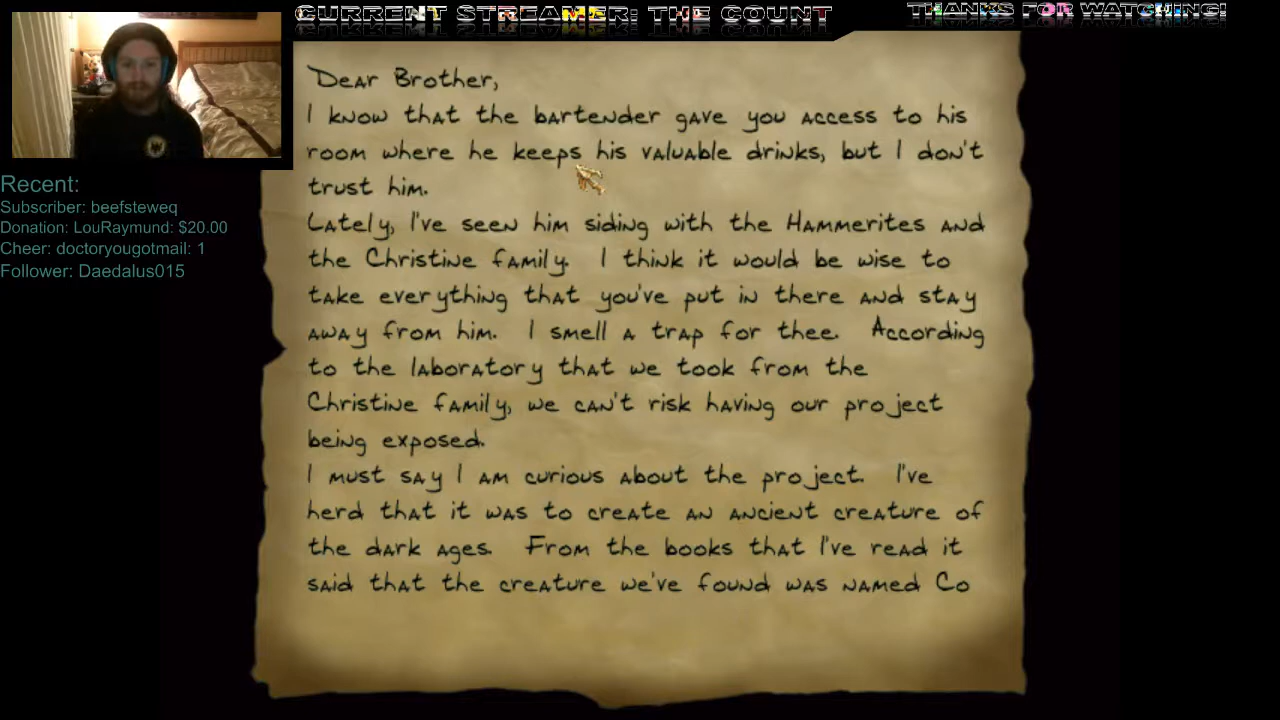 CURRENT STREAMER: THE COUNT
THANKS FOR WATCHING!
Recent:
Subscriber: beefsteweq
Donation: LouRaymund: $20.00
Cheer: doctoryougotmail: 1
Follower: Daedalus015
Dear Brother,
I know that the bartender gave you access to his
room where he keeps his valuable drinks, but I don't
trust him.
Lately, I've seen him siding with the Hammerites and
the Christine family. I think it would be wise to
take everything that you've put in there and stay
away from him. I smell a trap for thee. According
to the laboratory that we took from the
Christine family, we can't risk having our project
being exposed.
I must say I am curious about the project. I've
herd that it was to create an ancient creature of
the dark ages. From the books that I've read it
said that the creature we've found was named Co